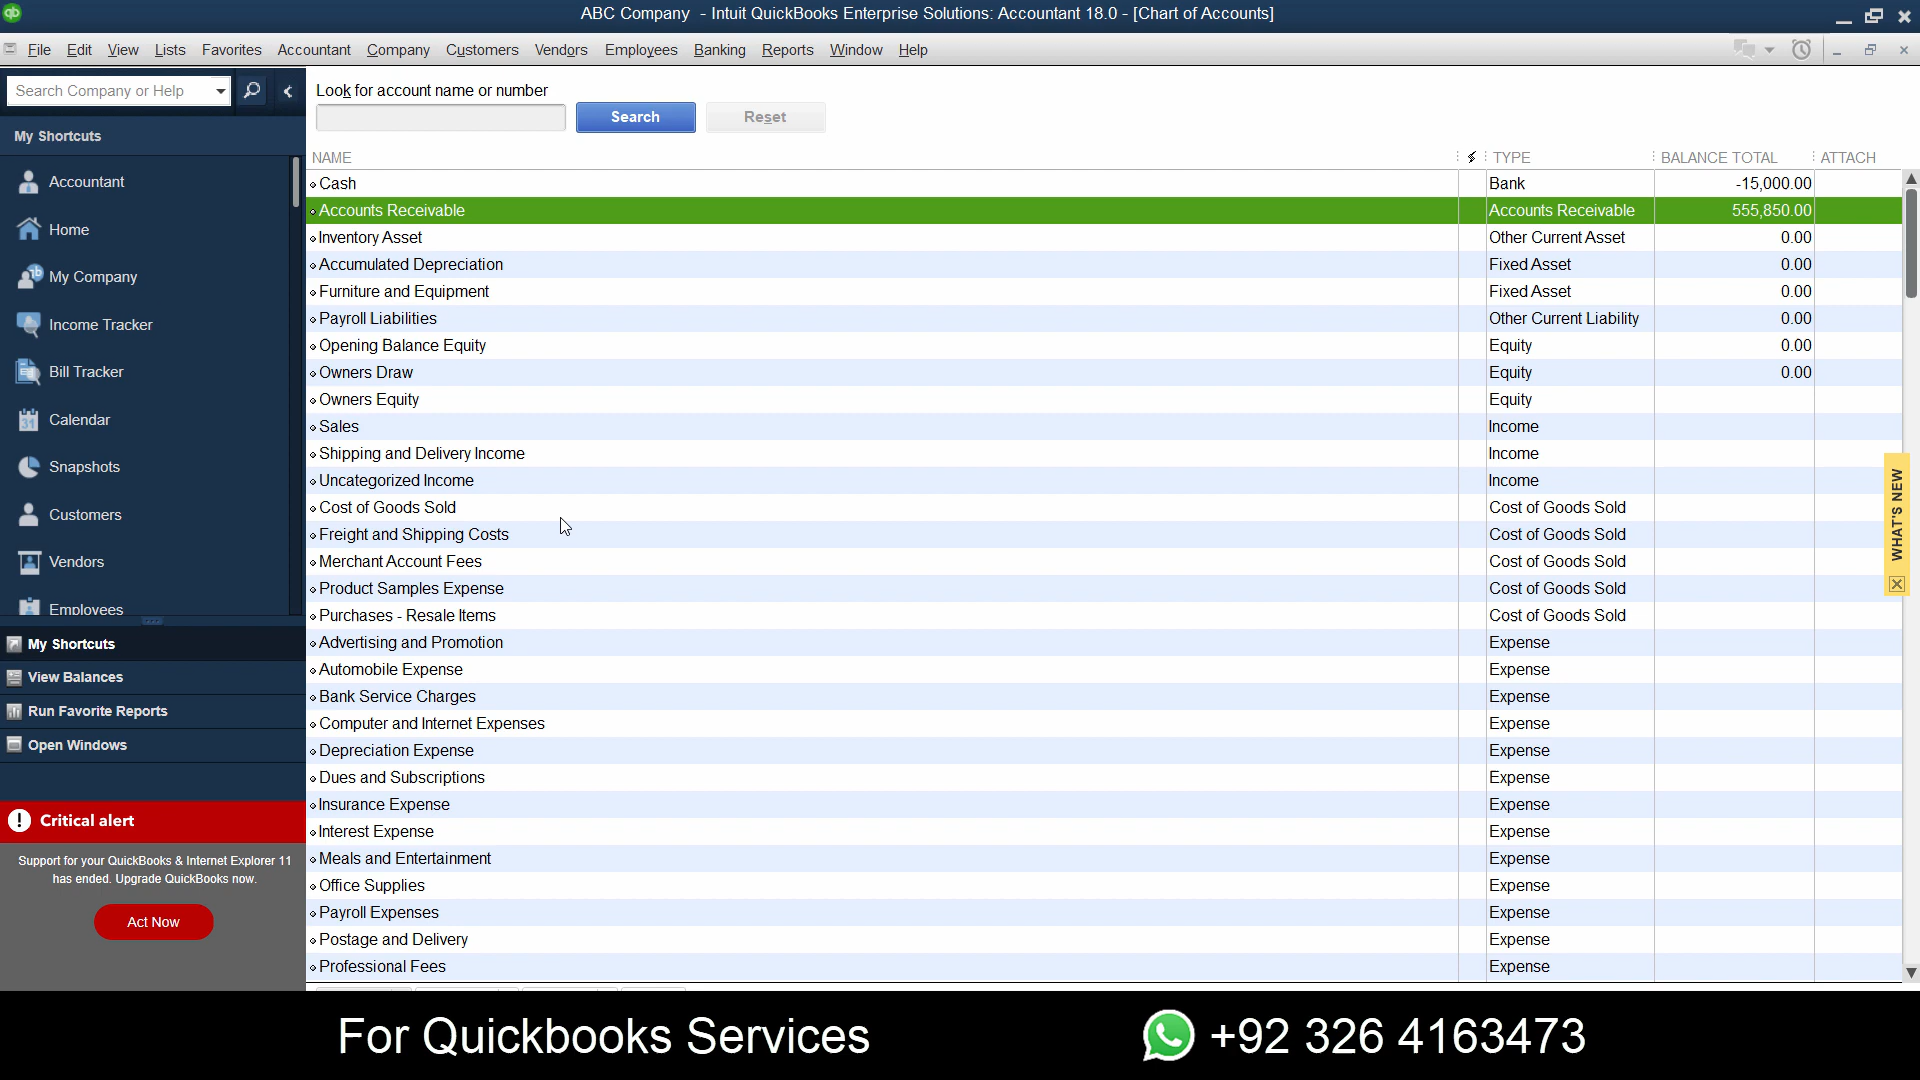 ABC Company - Intuit QuickBooks Enterprise Solutions: Accountant 18.0 - [Chart of Accounts]
File Edit View Lists Favorites Accountant Company Customers Vendors Employees Banking Reports Window Help
Search Company or Help
My Shortcuts
Accountant
Home
My Company
Income Tracker
Bill Tracker
Calendar
31
Snapshots
Customers
Vendors
Employees
My Shortcuts
View Balances
Run Favorite Reports
Open Windows
Critical alert
Support for your QuickBooks & Internet Explorer 11
has ended. Upgrade QuickBooks now.
Act Now
Look for account name or number
Search Reset
NAME TYPE BALANCE TOTAL ATTACH
Cash Bank -15,000.00
Accounts Receivable Accounts Receivable 555,850.00
Inventory Asset Other Current Asset 0.00
Accumulated Depreciation Fixed Asset 0.00
Furniture and Equipment Fixed Asset 0.00
Payroll Liabilities Other Current Liability 0.00
Opening Balance Equity Equity 0.00
Owners Draw Equity 0.00
Owners Equity Equity
Sales Income
Shipping and Delivery Income Income
Uncategorized Income Income
Cost of Goods Sold Cost of Goods Sold
Freight and Shipping Costs Cost of Goods Sold
Merchant Account Fees Cost of Goods Sold
Product Samples Expense Cost of Goods Sold
Purchases - Resale Items Cost of Goods Sold
Advertising and Promotion Expense
Automobile Expense Expense
Bank Service Charges Expense
Computer and Internet Expenses Expense
Depreciation Expense Expense
Dues and Subscriptions Expense
Insurance Expense Expense
Interest Expense Expense
Meals and Entertainment Expense
Office Supplies Expense
Payroll Expenses Expense
Postage and Delivery Expense
Professional Fees Expense
WHAT'S NEW
For Quickbooks Services +92 326 4163473